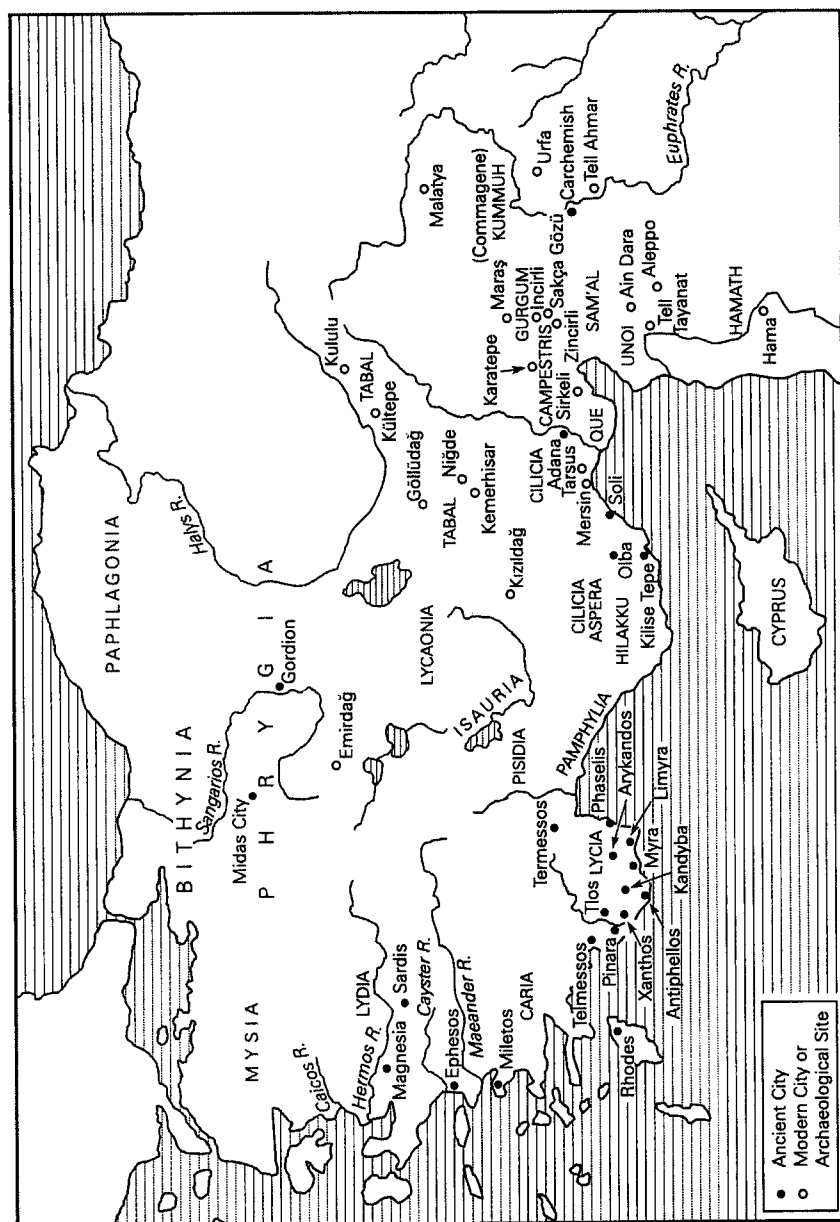 PAPHLAGONIA
BITHYNIA
Halys R.
Sangarios R.
MYSIA
P H R Y G I A
Gordion
Midas City
Emirdağ
Caicos R.
Hermos R.
LYDIA
Magnesia
Sardis
Cayster R.
Ephesos
Maeander R.
Miletos
CARIA
LYCAONIA
ISAURIA
PISIDIA
PAMPHYLIA
Termessos
Telmessos
Tlos
LYCIA
Phaselis
Arykandos
Limyra
Myra
Kandyba
Pinara
Xanthos
Antiphellos
Rhodes
Kululu
TABAL
Kültepe
Göllüdağ
TABAL
Niğde
Kemerhisar
Kızıldağ
Malatya
(Commagene)
KUMMUH
Maraş
GURGUM
Incirli
Karatepe
CAMPESTRIS
Sakça Gözü
Zincirli
SAM'AL
Urfa
Carchemish
Tell Ahmar
Euphrates R.
CILICIA
Adana
Tarsus
Mersin
Sirkeli
QUE
Soli
CILICIA
ASPERA
HILAKKU
Olba
Kilise Tepe
UNQI
Ain Dara
Aleppo
Tell
Tayanat
HAMATH
Hama
CYPRUS
Ancient City
Modern City or
Archaeological Site